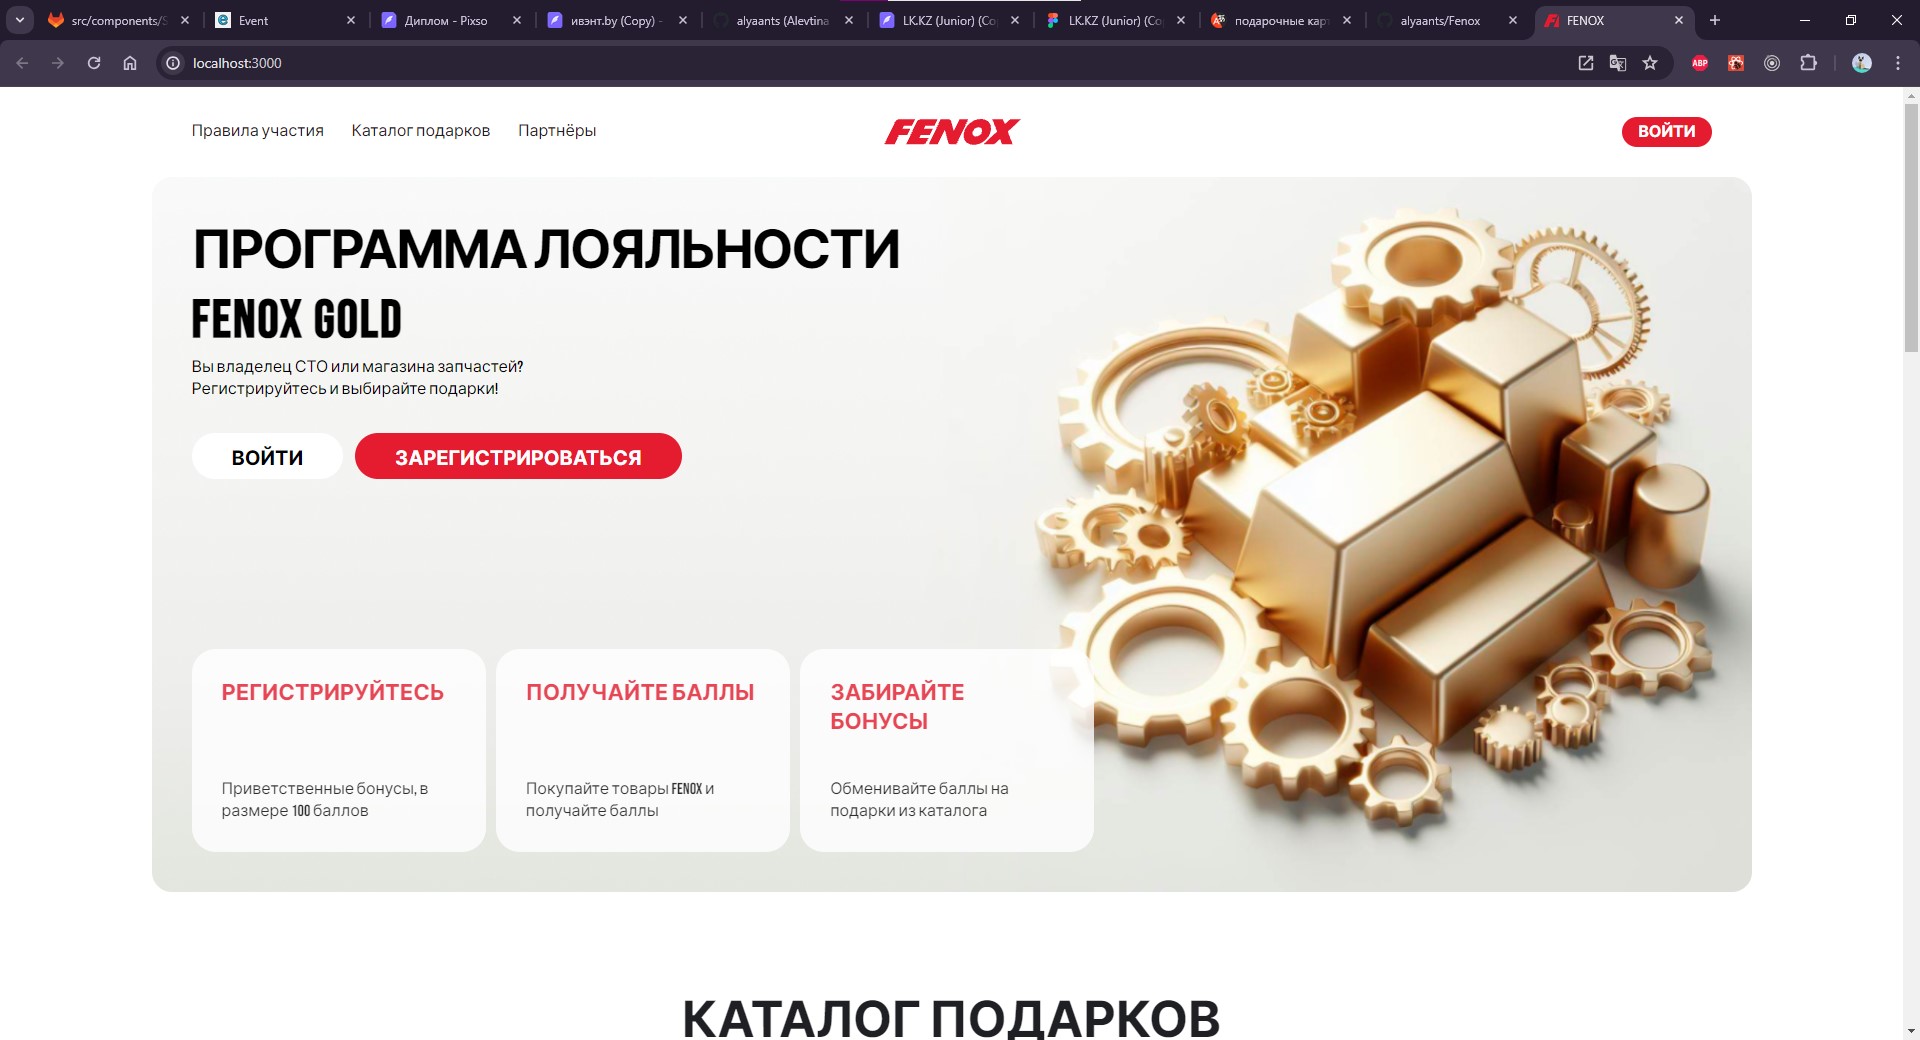 src/components/S
Event
Диплом - Pixso
ивэнт.by (Copy) -
alyaants (Alevtina
LK.KZ (Junior) (Co
LK.KZ (Junior) (Co
подарочные кар
alyaants/Fenox
FENOX
localhost:3000
ABP
Правила участия
Каталог подарков
Партнёры
FENOX
ВОЙТИ
ПРОГРАММА ЛОЯЛЬНОСТИ
FENOX GOLD
Вы владелец СТО или магазина запчастей?
Регистрируйтесь и выбирайте подарки!
ВОЙТИ
ЗАРЕГИСТРИРОВАТЬСЯ
РЕГИСТРИРУЙТЕСЬ
Приветственные бонусы, в
размере 100 баллов
ПОЛУЧАЙТЕ БАЛЛЫ
Покупайте товары FENOX и
получайте баллы
ЗАБИРАЙТЕ
БОНУСЫ
Обменивайте баллы на
подарки из каталога
КАТАЛОГ ПОДАРКОВ